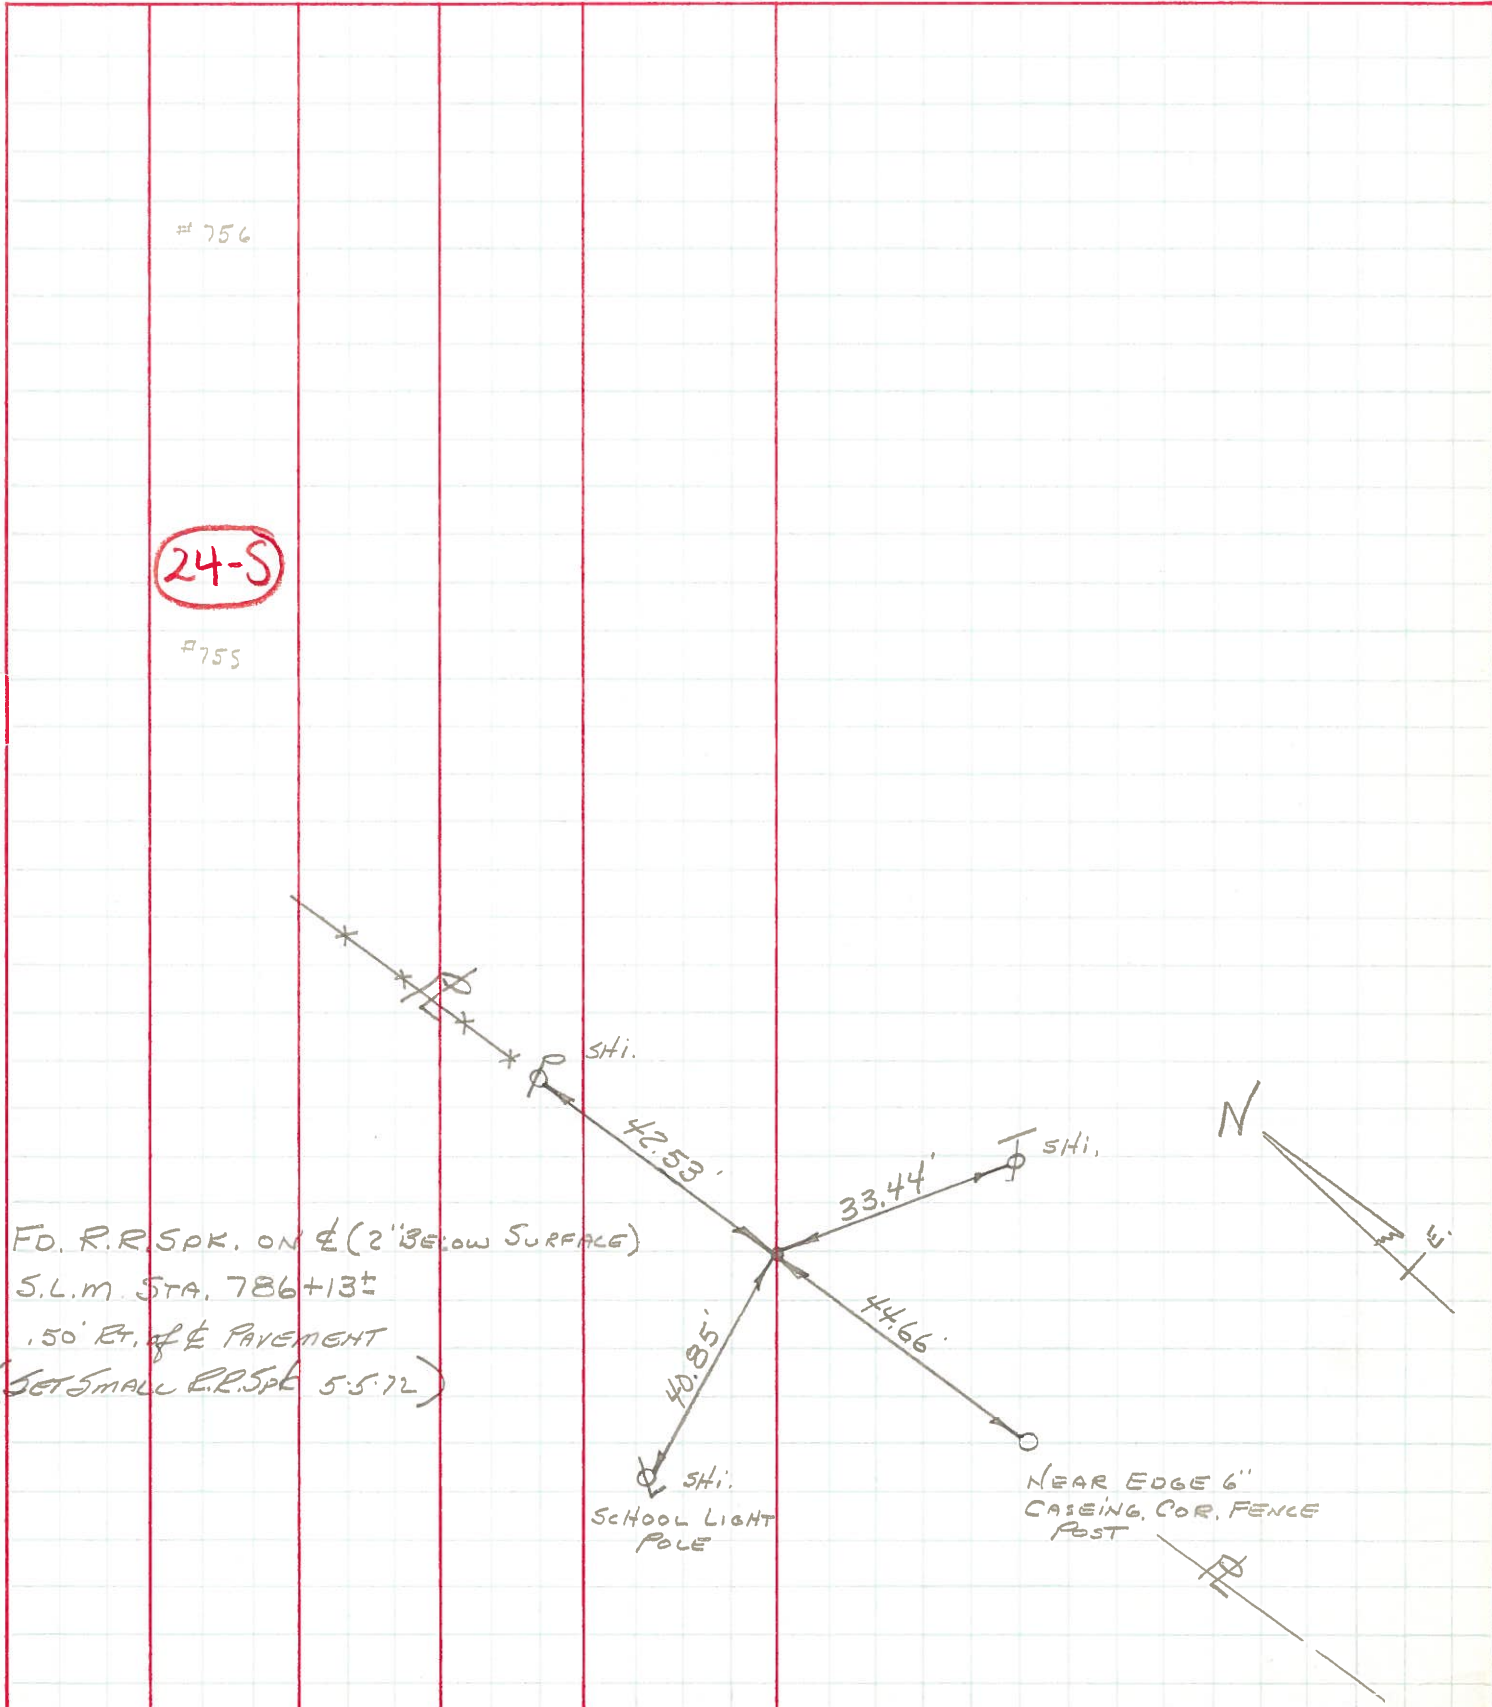 # 756
24-S
#755
SHi.
42.53'
SHi.
33.44'
N
E.
FD. R.R. SPK. ON ℄ (2" BELOW SURFACE)
S.L.M. STA. 786+13±
.50' RT. of ℄ PAVEMENT
(SET SMALL R.R. SPK 5-5-72)
44.66'
40.85'
SHi.
SCHOOL LIGHT
POLE
NEAR EDGE 6"
CASEING, COR. FENCE
POST